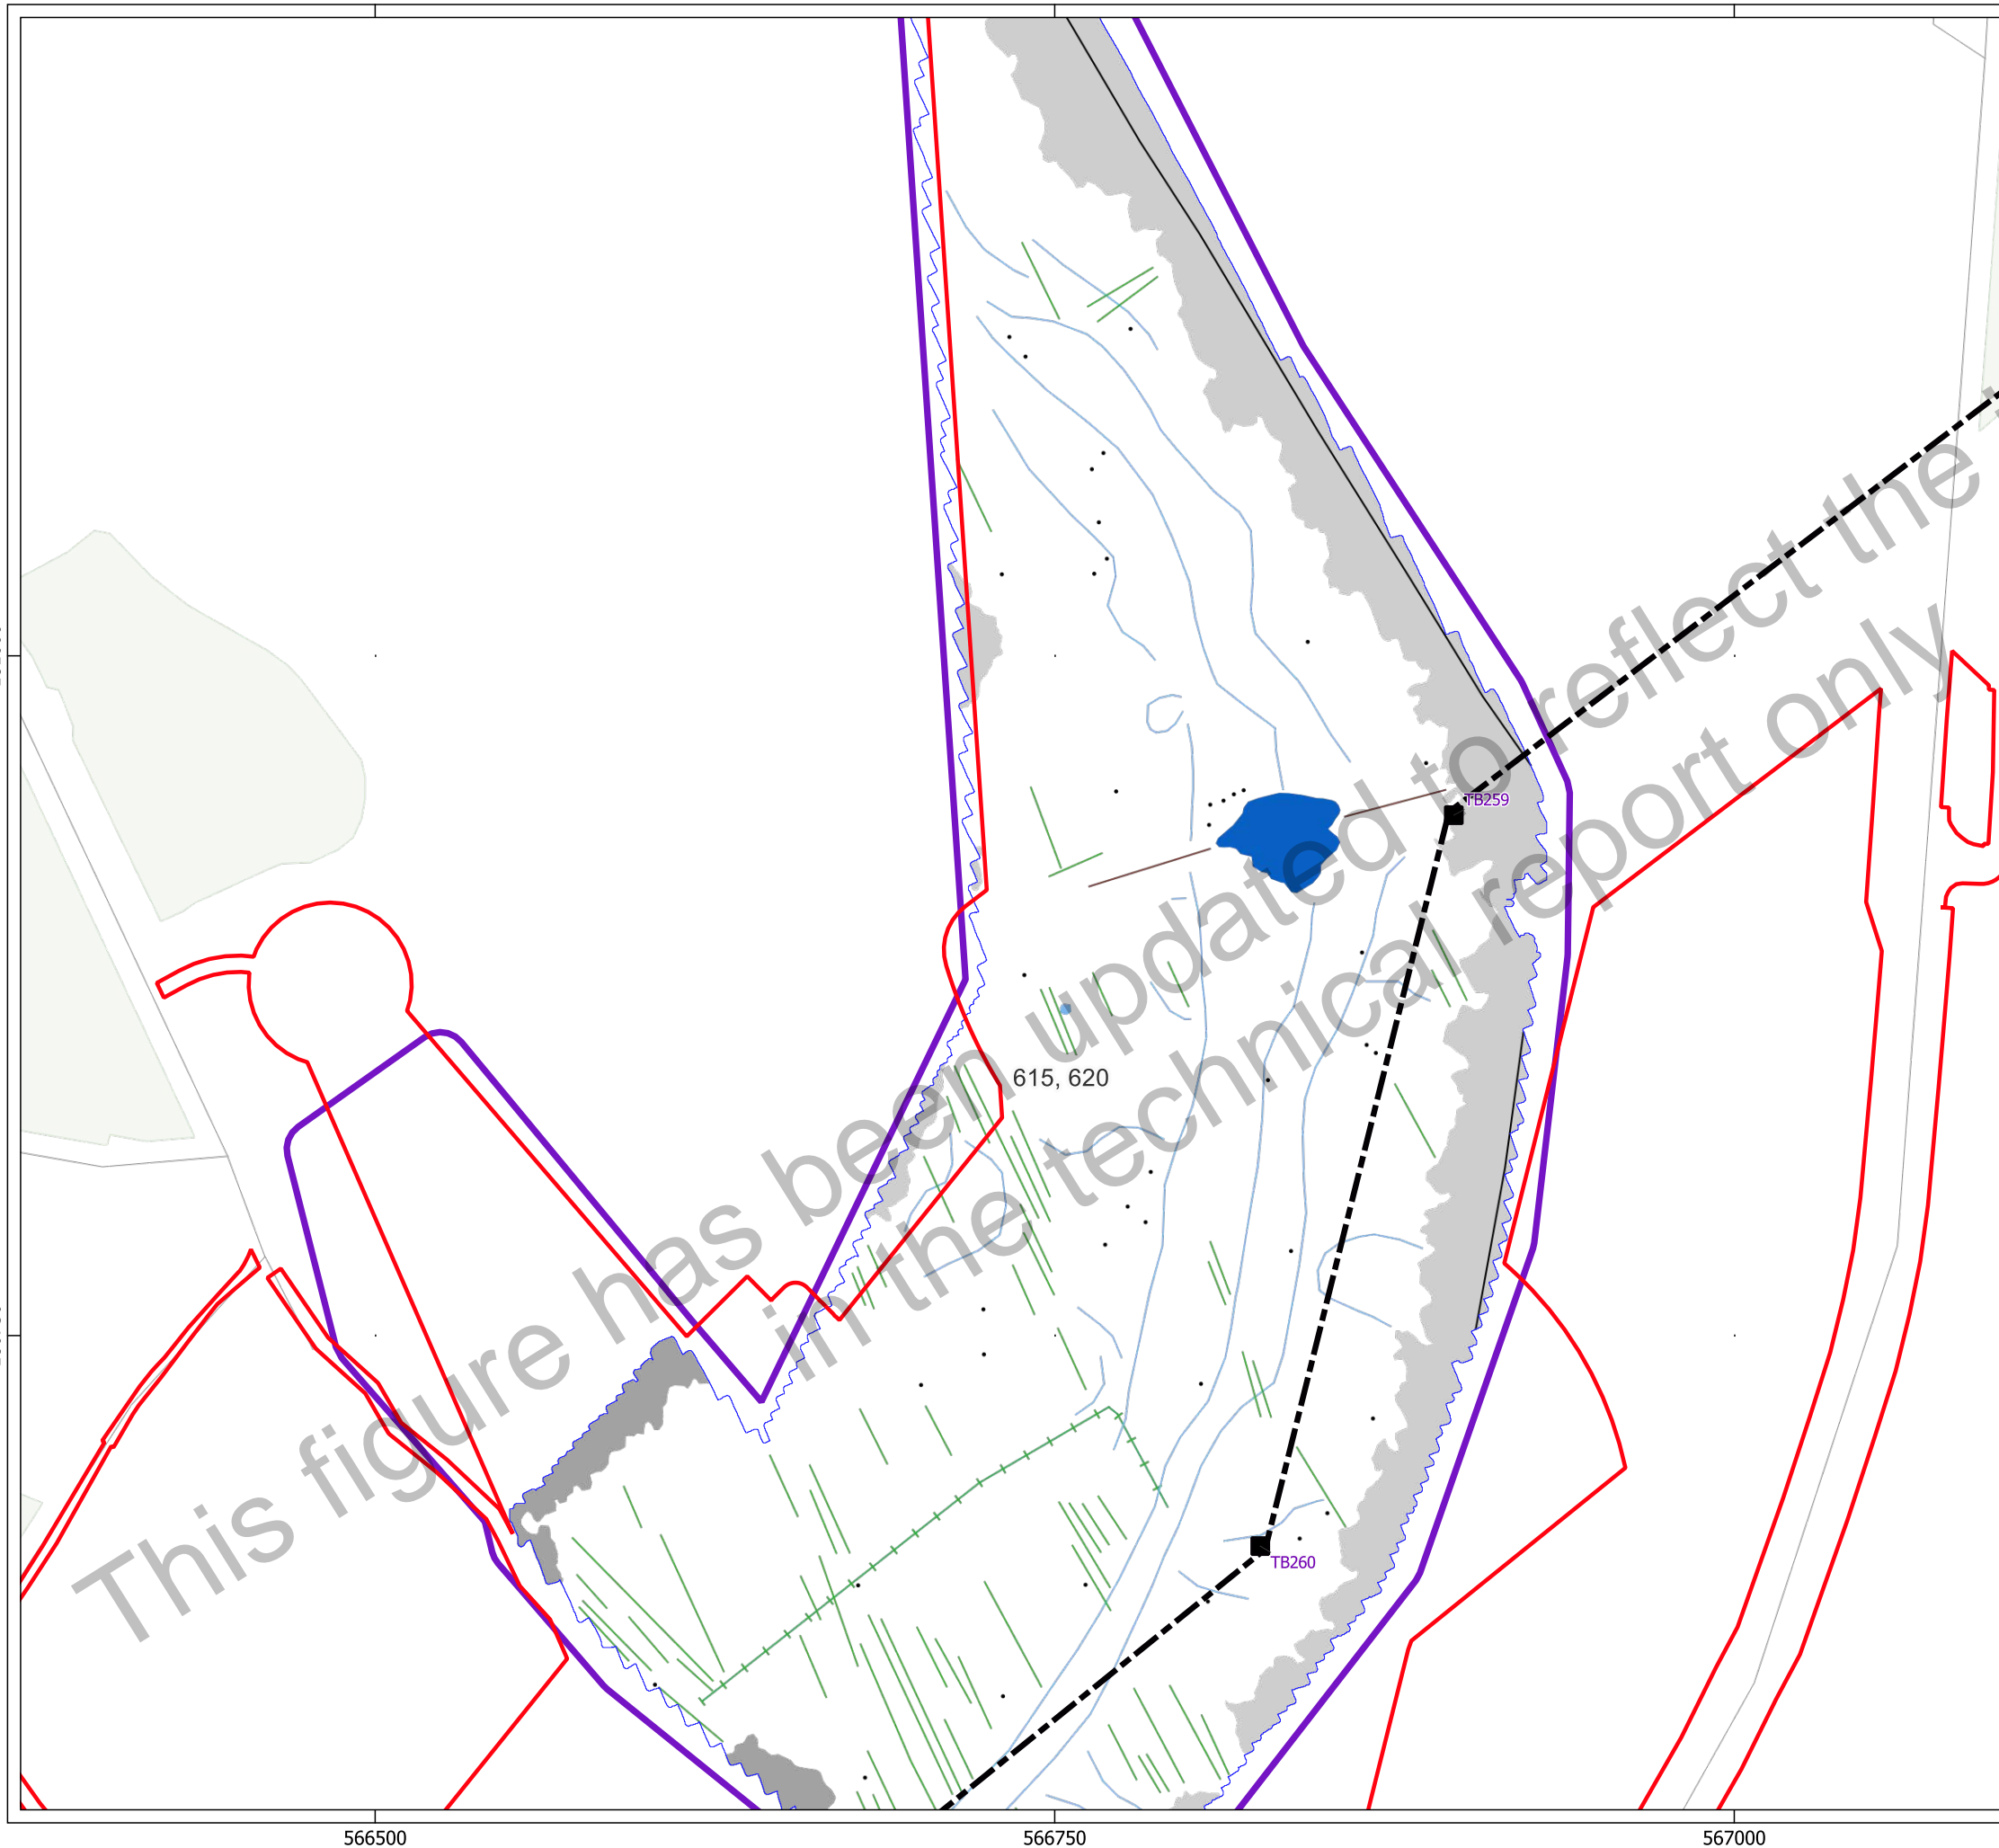 This figure has been updated to reflect the
in the technical report only
TB259
615, 620
TB260
566500
566750
567000